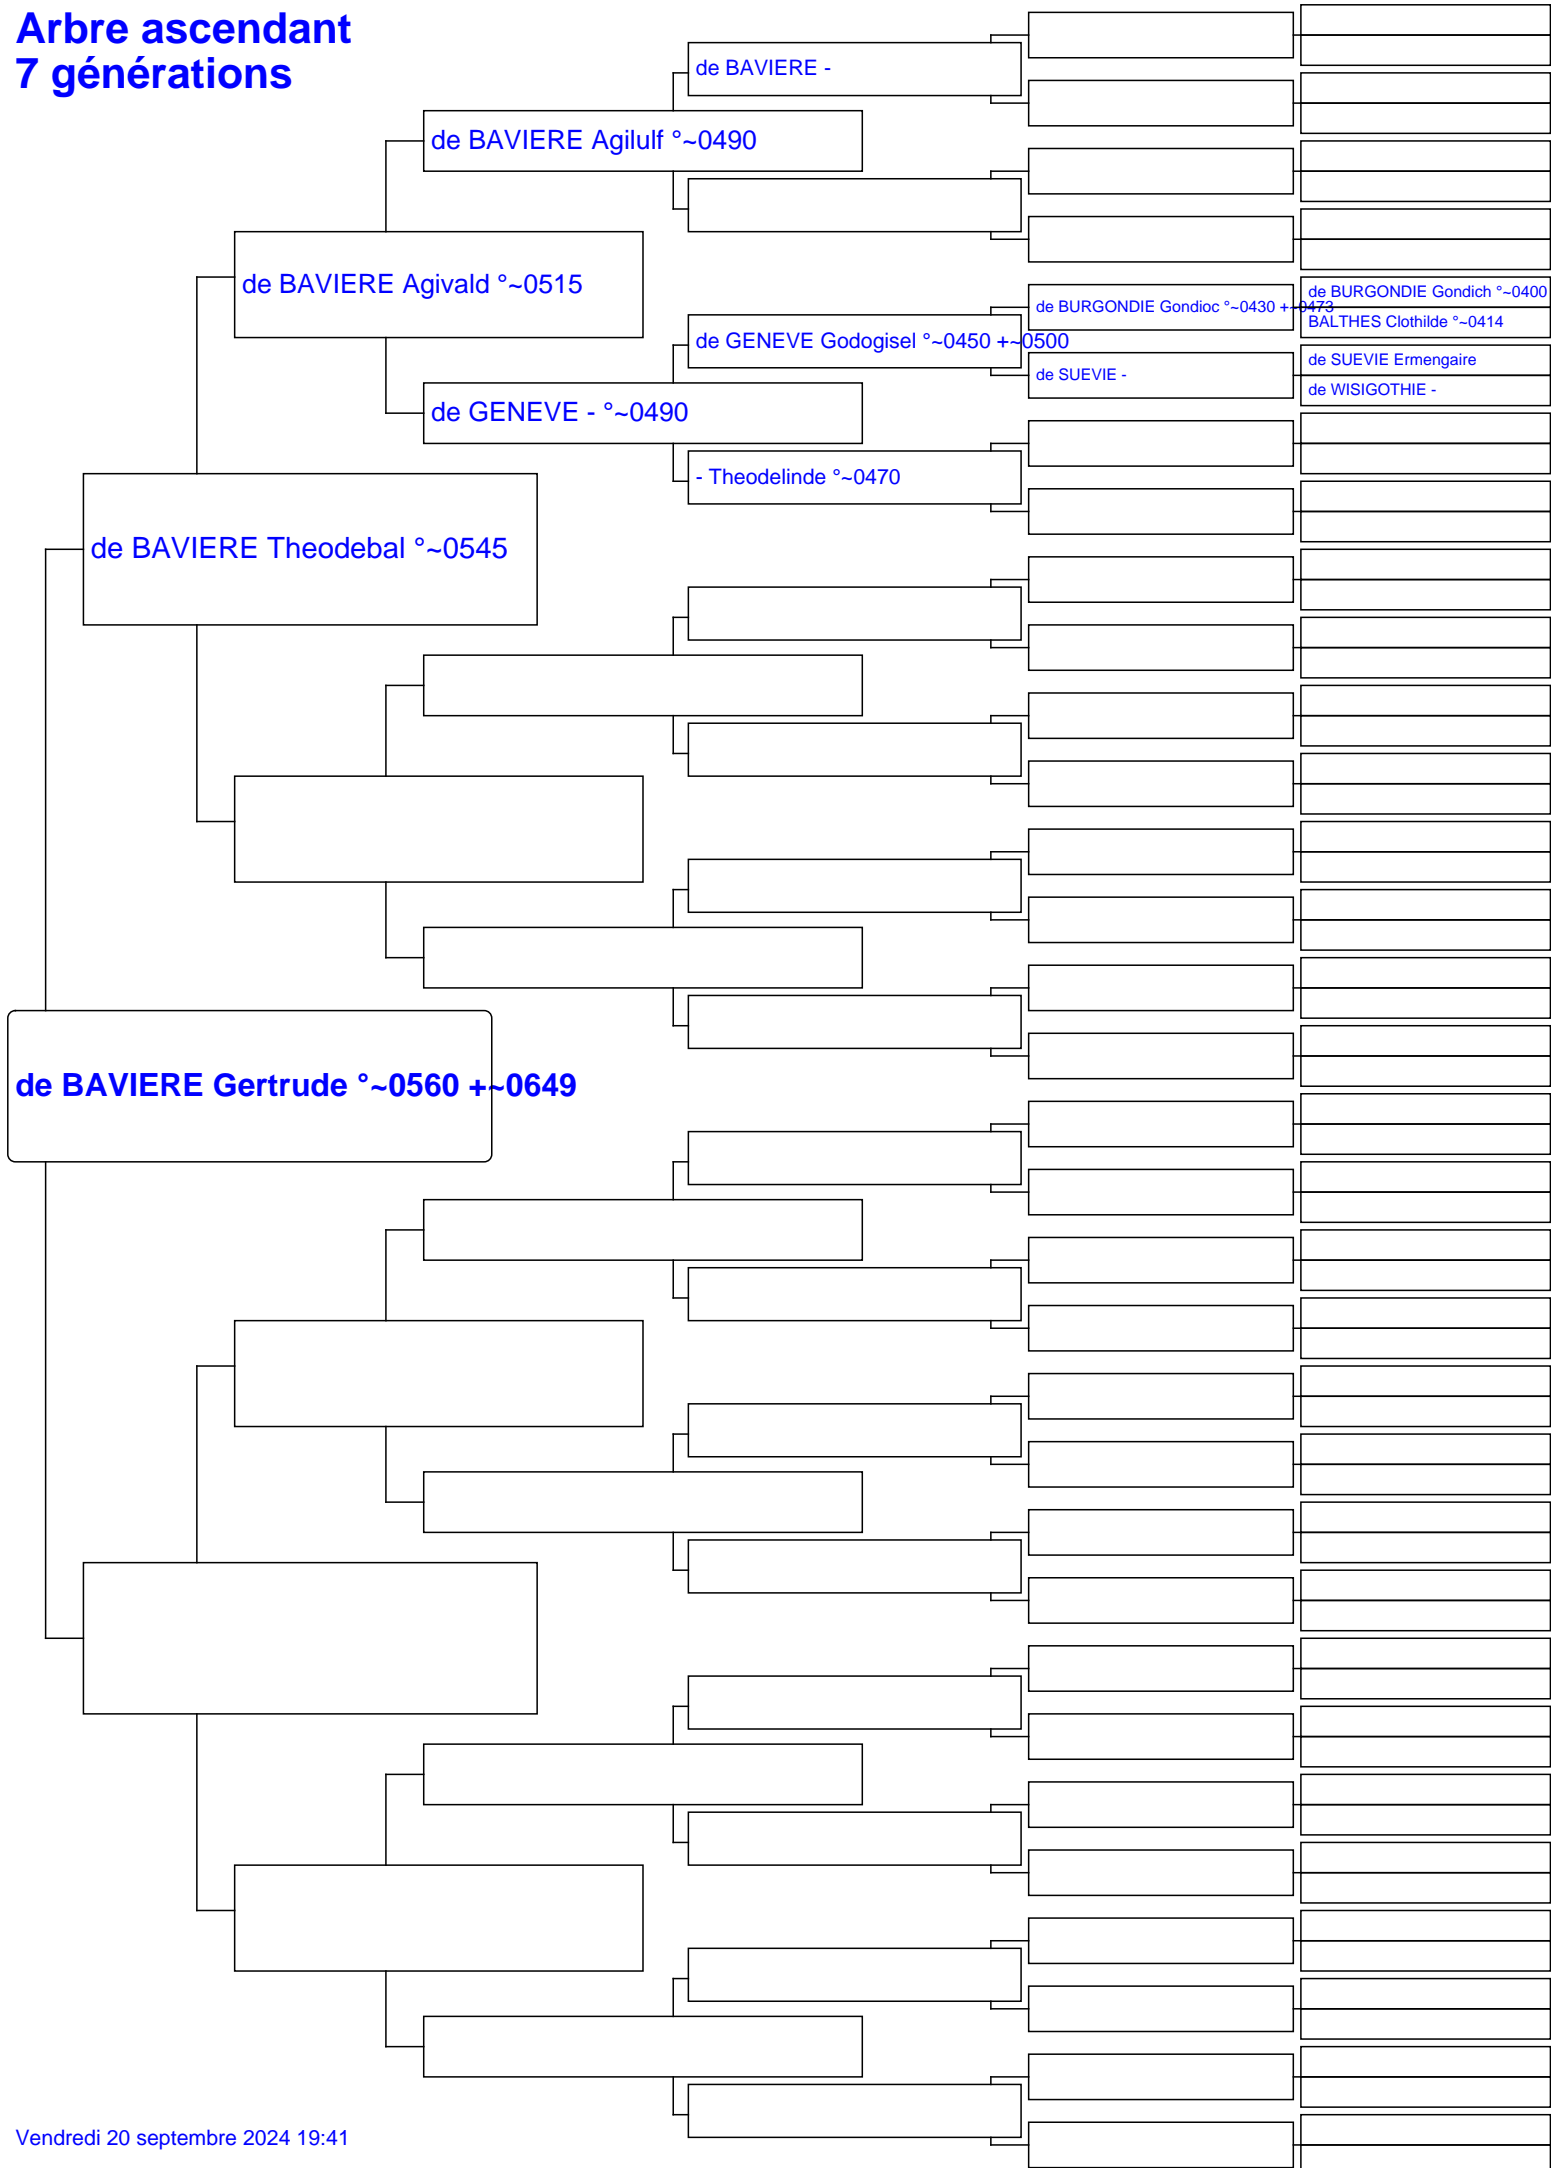 Arbre ascendant
7 générations
de BAVIERE -
de BAVIERE Agilulf °~0490
de BAVIERE Agivald °~0515
de BURGONDIE Gondich °~0400
de BURGONDIE Gondioc °~0430 +~0473
BALTHES Clothilde °~0414
de GENEVE Godogisel °~0450 +~0500
de SUEVIE Ermengaire
de SUEVIE -
de WISIGOTHIE -
de GENEVE - °~0490
- Theodelinde °~0470
de BAVIERE Theodebal °~0545
de BAVIERE Gertrude °~0560 +~0649
Vendredi 20 septembre 2024 19:41